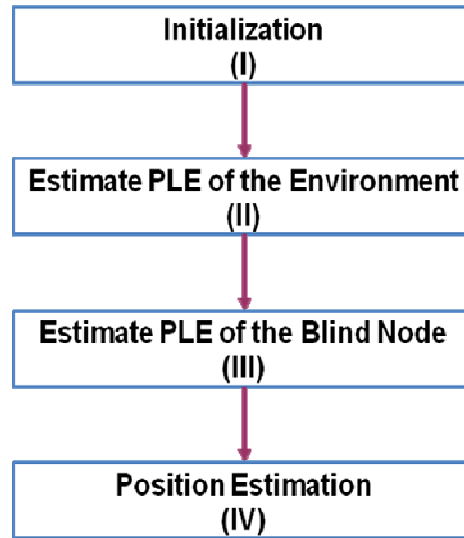 Initialization
(I)
Estimate PLE of the Environment
(II)
Estimate PLE of the Blind Node
(III)
Position Estimation
(IV)